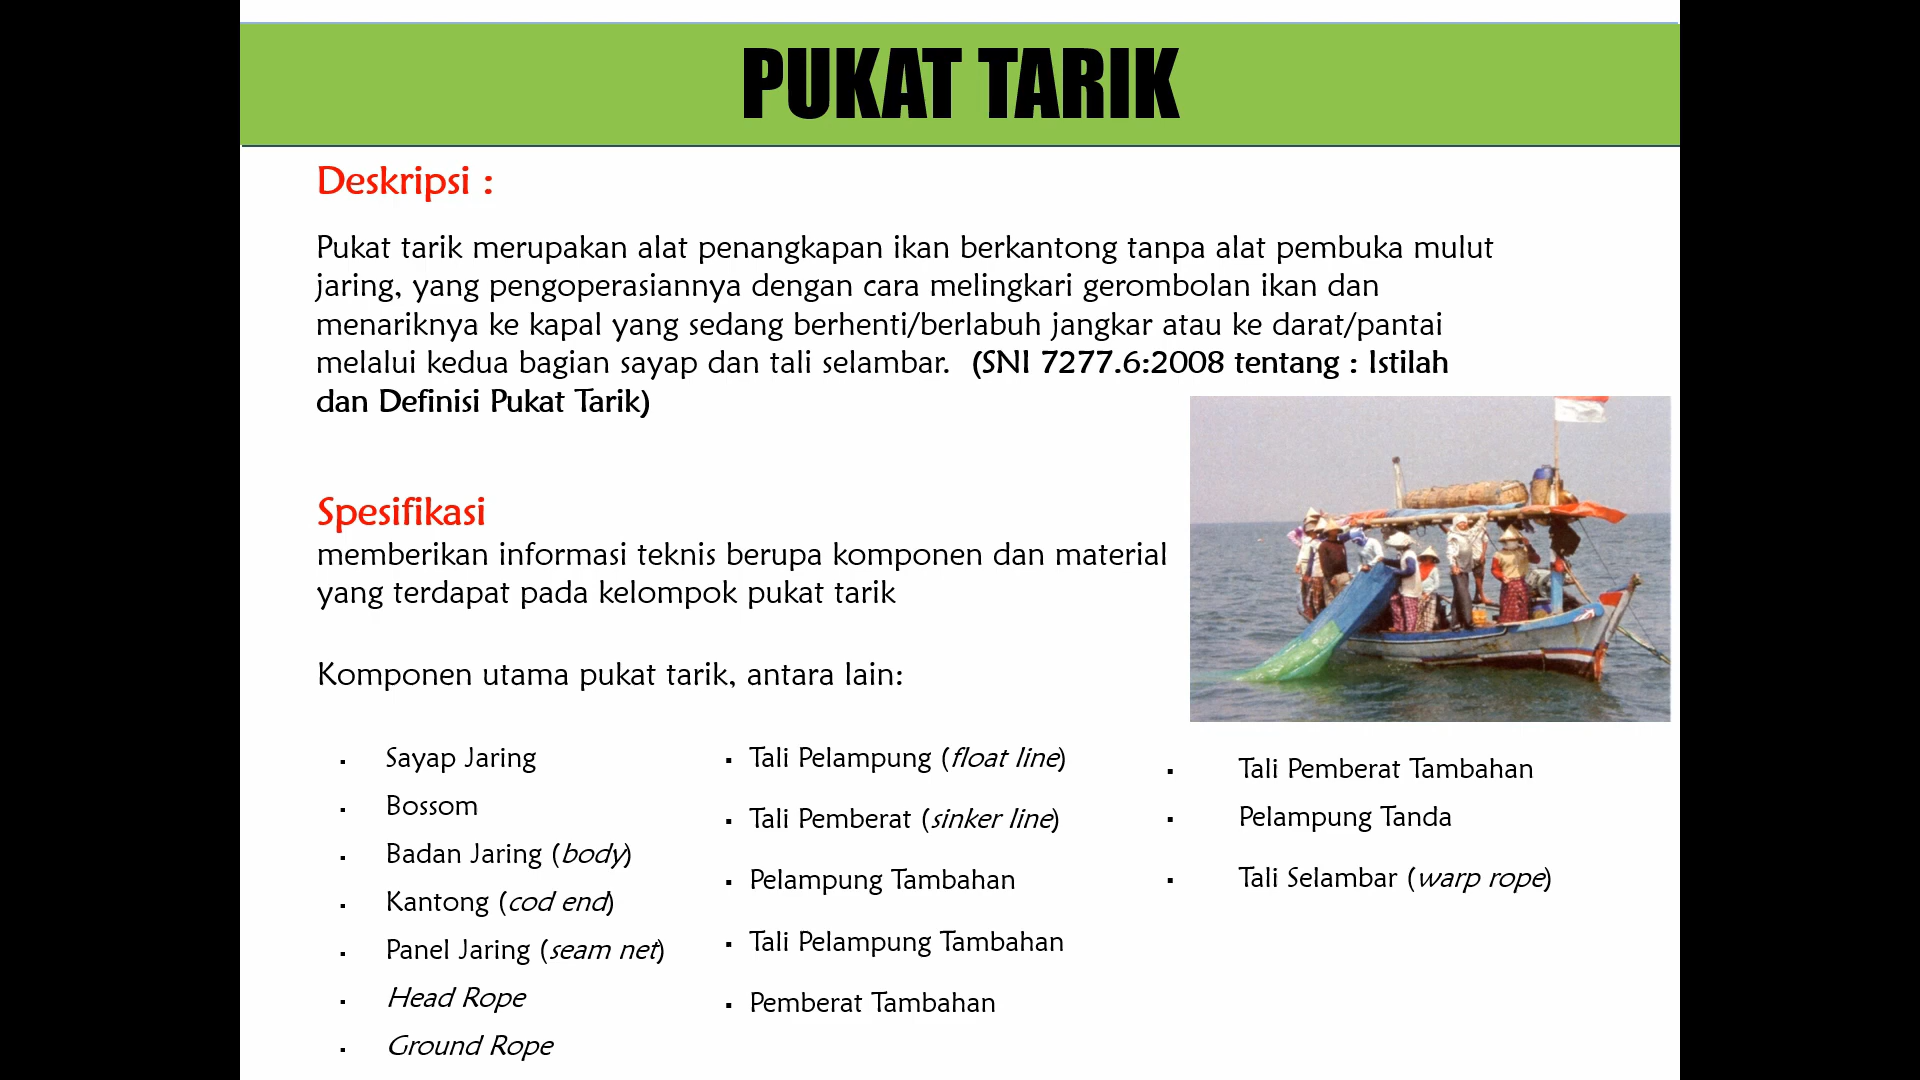 PUKAT TARIK
Deskripsi :
Pukat tarik merupakan alat penangkapan ikan berkantong tanpa alat pembuka mulut
jaring, yang pengoperasiannya dengan cara melingkari gerombolan ikan dan
menariknya ke kapal yang sedang berhenti/berlabuh jangkar atau ke darat/pantai
melalui kedua bagian sayap dan tali selambar. (SNI 7277.6:2008 tentang : Istilah
dan Definisi Pukat Tarik)
Spesifikasi
memberikan informasi teknis berupa komponen dan material
yang terdapat pada kelompok pukat tarik
Komponen utama pukat tarik, antara lain:
▪ Sayap Jaring
▪ Bossom
▪ Badan Jaring (body)
▪ Kantong (cod end)
▪ Panel Jaring (seam net)
▪ Head Rope
▪ Ground Rope
▪ Tali Pelampung (float line)
▪ Tali Pemberat (sinker line)
▪ Pelampung Tambahan
▪ Tali Pelampung Tambahan
▪ Pemberat Tambahan
▪ Tali Pemberat Tambahan
▪ Pelampung Tanda
▪ Tali Selambar (warp rope)